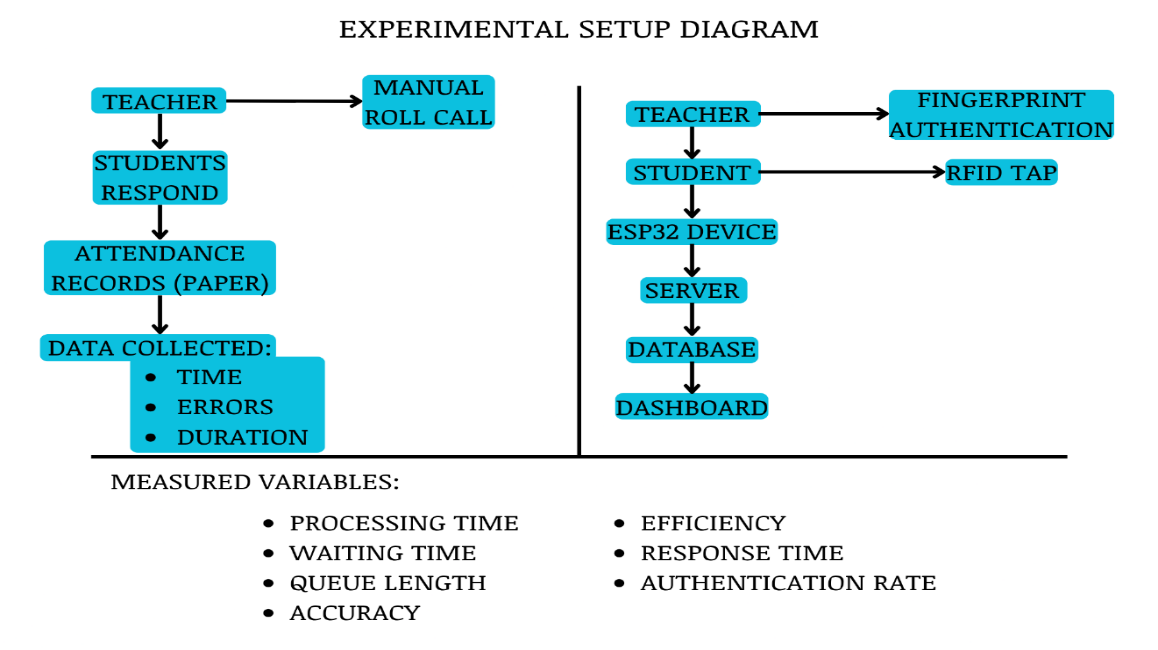 EXPERIMENTAL SETUP DIAGRAM
TEACHER
MANUAL
ROLL CALL
STUDENTS
RESPOND
ATTENDANCE
RECORDS (PAPER)
DATA COLLECTED:
• TIME
• ERRORS
• DURATION
TEACHER
FINGERPRINT
AUTHENTICATION
STUDENT
RFID TAP
ESP32 DEVICE
SERVER
DATABASE
DASHBOARD
MEASURED VARIABLES:
• PROCESSING TIME
• WAITING TIME
• QUEUE LENGTH
• ACCURACY
• EFFICIENCY
• RESPONSE TIME
• AUTHENTICATION RATE